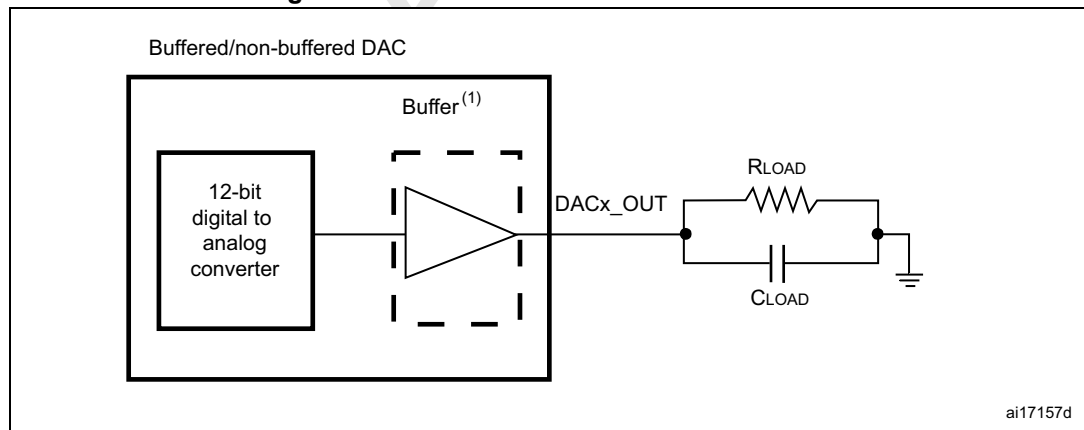 Buffered/non-buffered DAC
Buffer(1)
12-bit
digital to
analog
converter
DACx_OUT
RLOAD
CLOAD
ai17157d